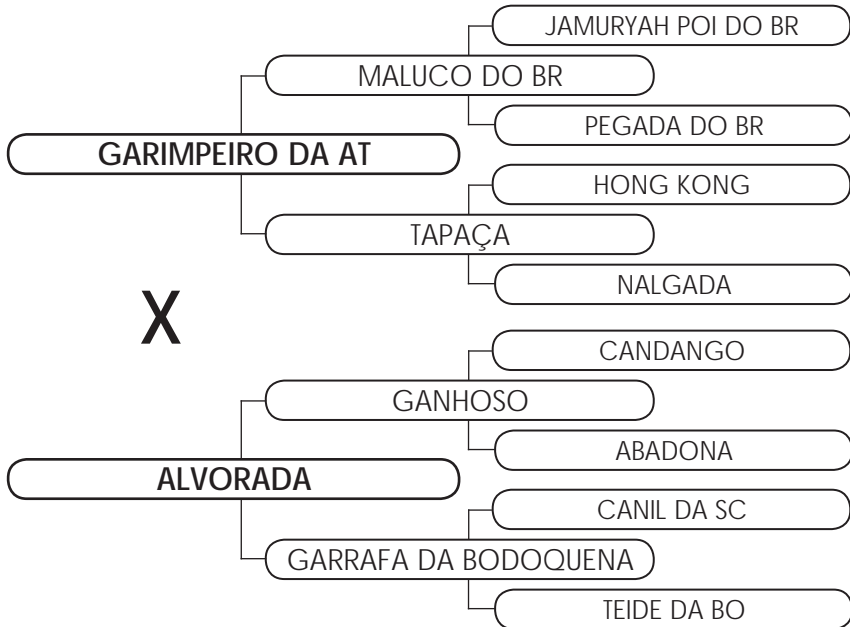 JAMURYAH POI DO BR
MALUCO DO BR
PEGADA DO BR
GARIMPEIRO DA AT
HONG KONG
TAPAÇA
NALGADA
X
CANDANGO
GANHOSO
ABADONA
ALVORADA
CANIL DA SC
GARRAFA DA BODOQUENA
TEIDE DA BO